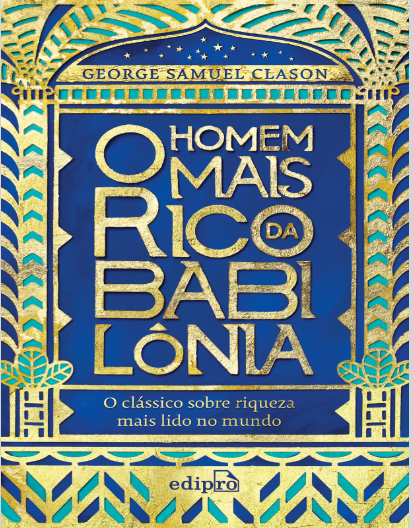 GEORGE SAMUEL CLASON
O HOMEM
MAIS
RICO DA
BABI
LÔNIA
O clássico sobre riqueza
mais lido no mundo
edipro